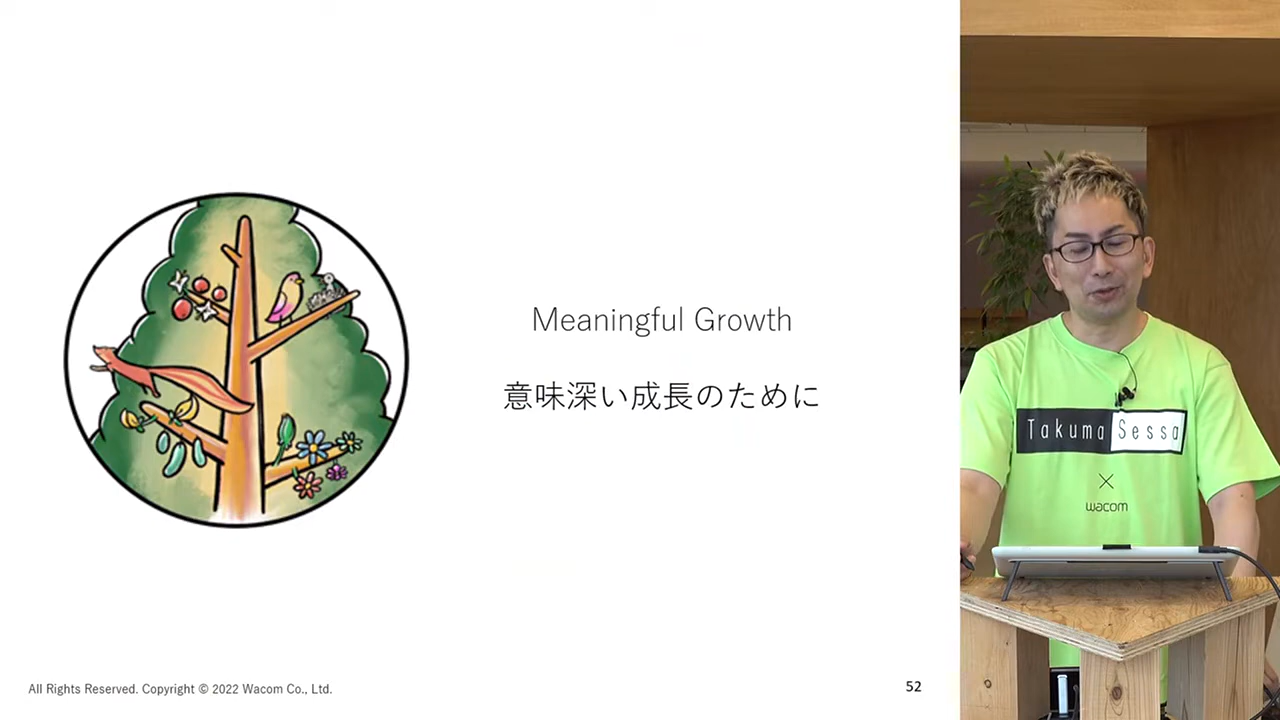 Meaningful Growth
意味深い成長のために
All Rights Reserved. Copyright © 2022 Wacom Co., Ltd.
52
Takuma Sessa
×
wacom